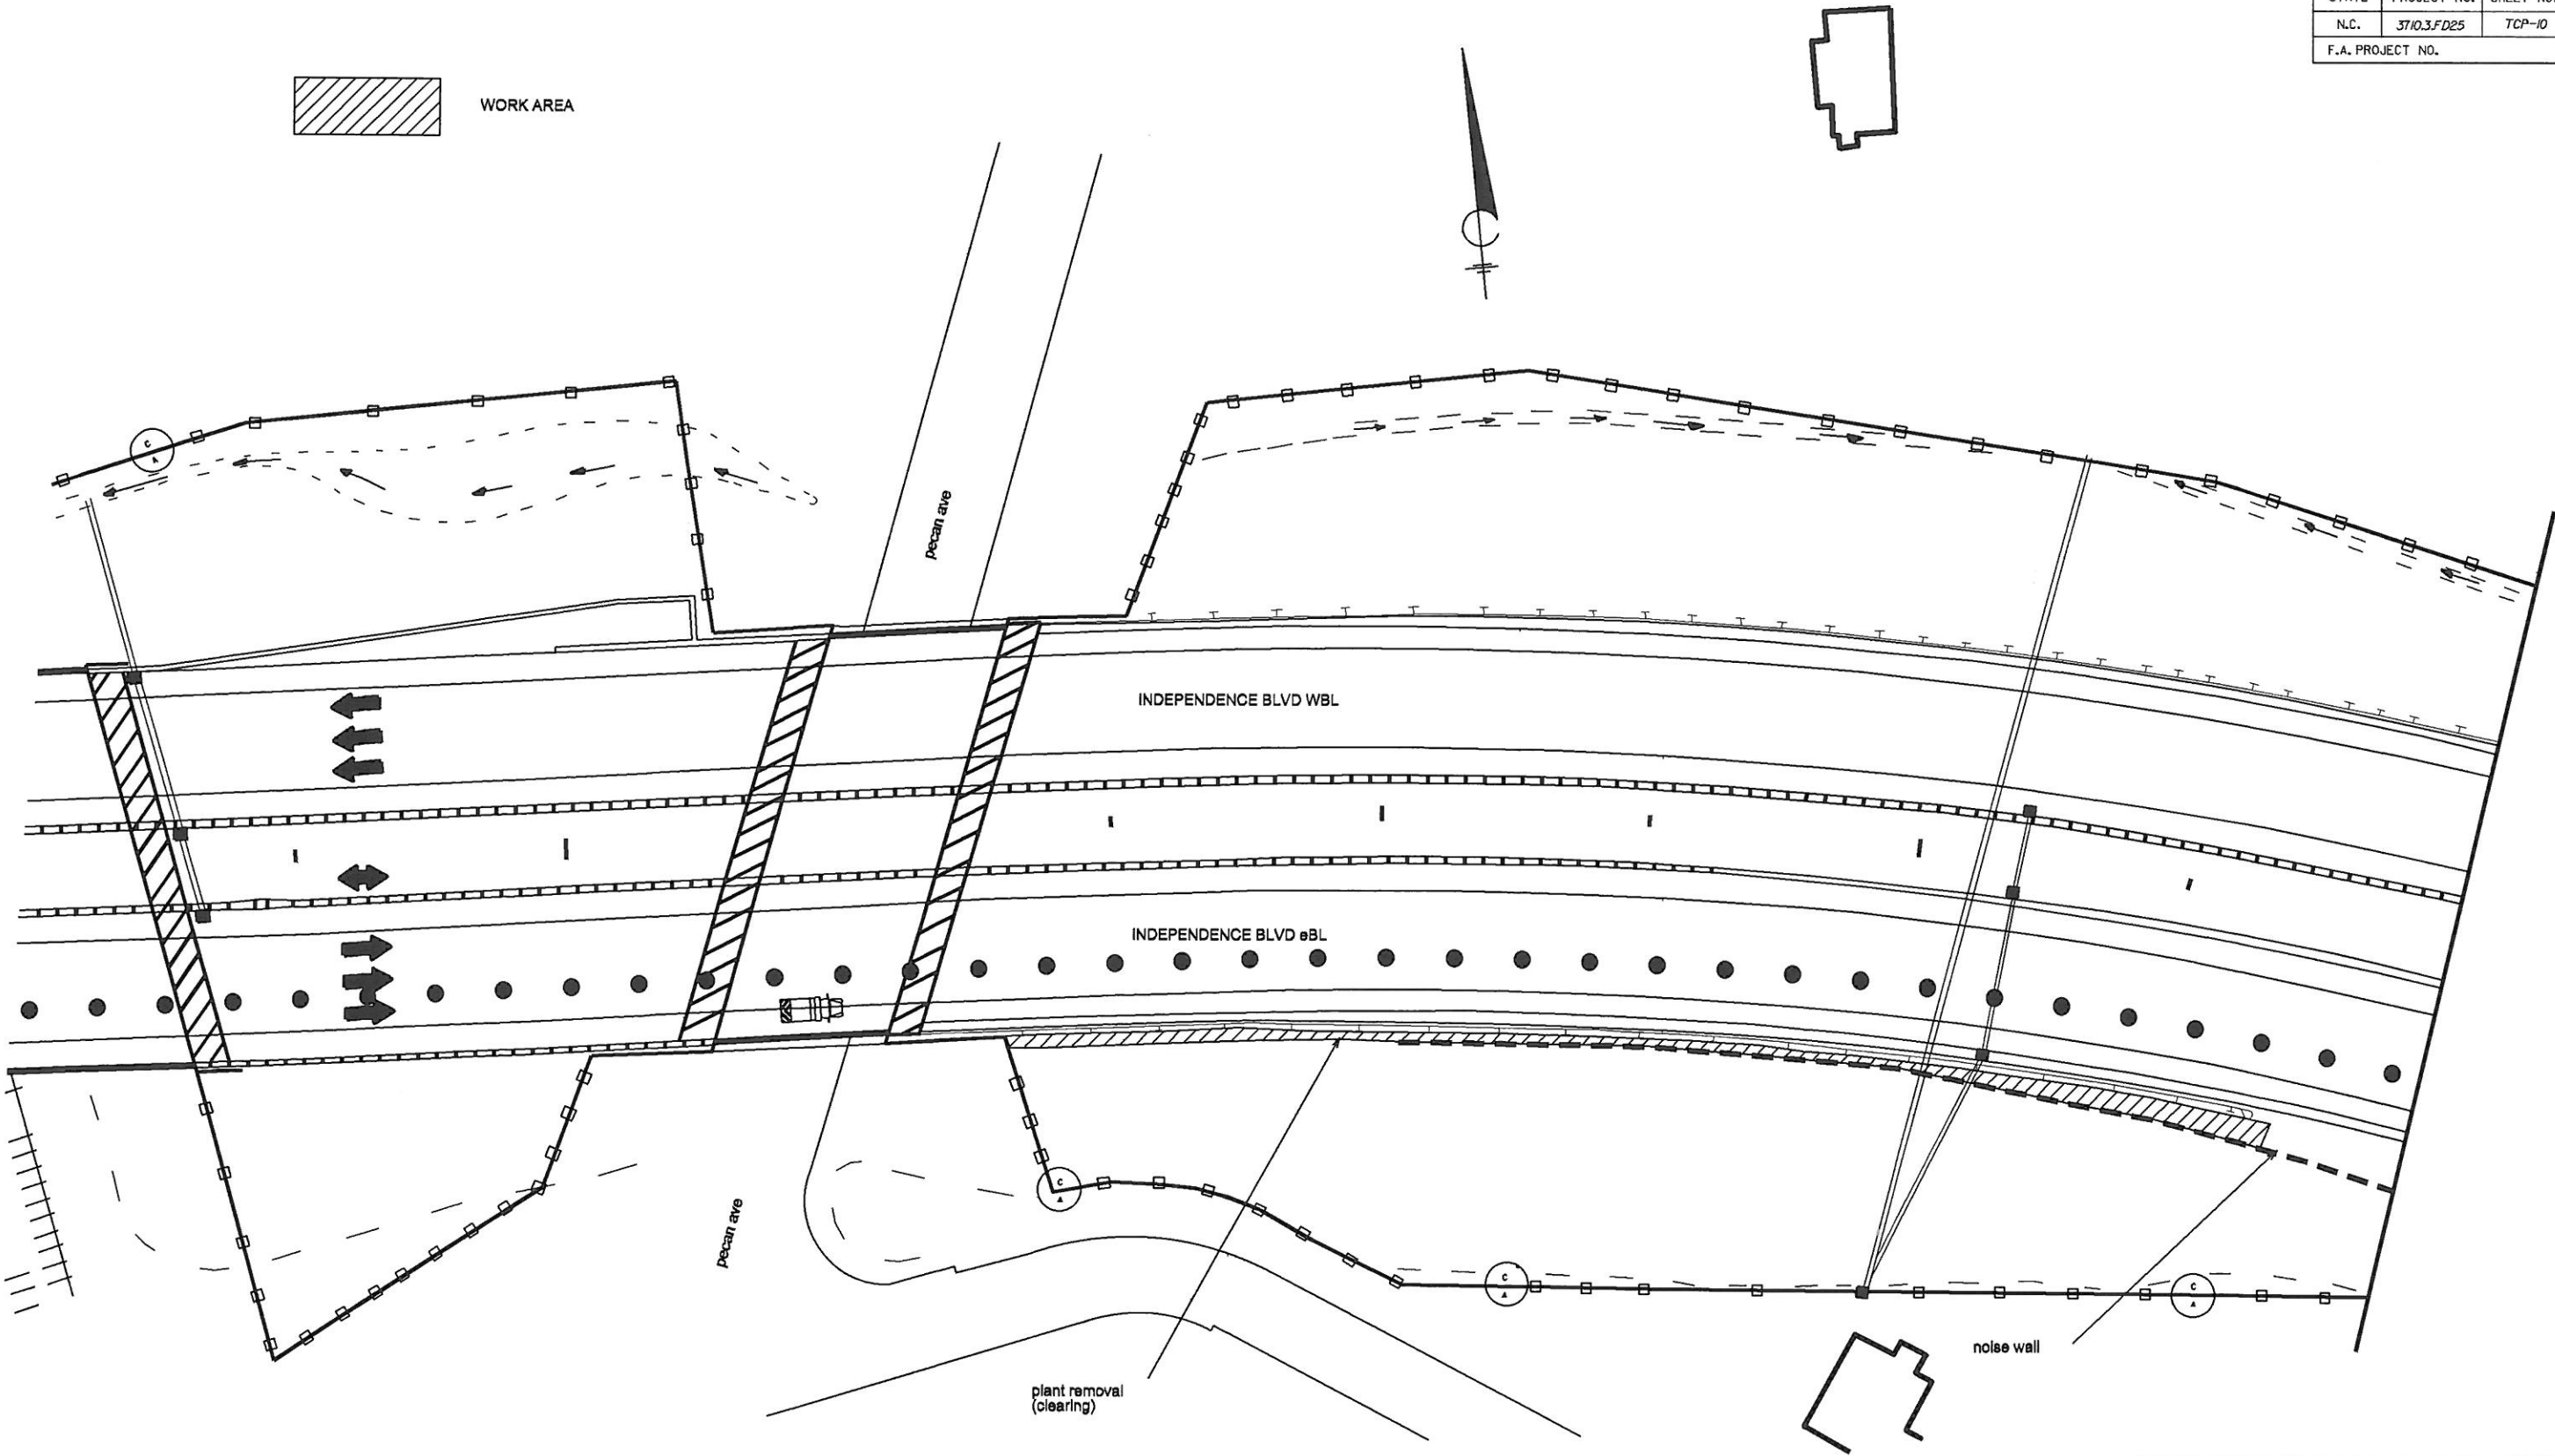 N.C. 3710.3.FD25 TCP-10
F.A. PROJECT NO.
WORK AREA
C
A
pecan ave
INDEPENDENCE BLVD WBL
INDEPENDENCE BLVD eBL
C
A
pecan ave
C
A
C
A
noise wall
plant removal
(clearing)